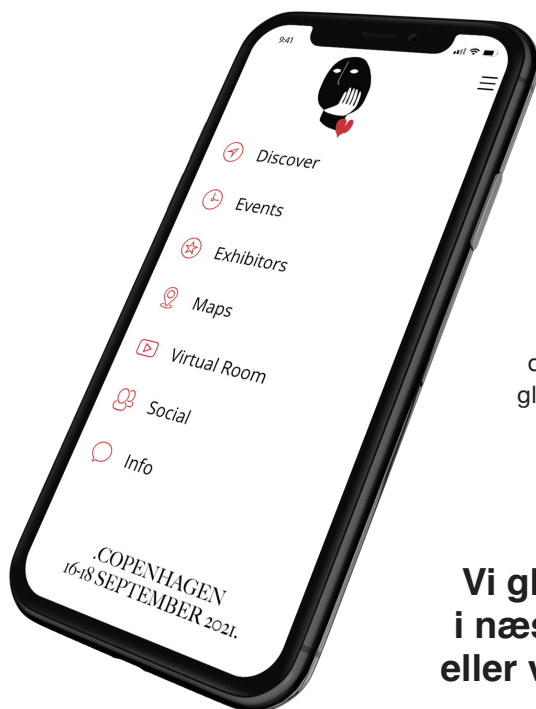 9:41
Discover
Events
Exhibitors
Maps
Virtual Room
Social
Info
.COPENHAGEN
16-18 SEPTEMBER 2021.
gl
Vi gl
i næs
eller v